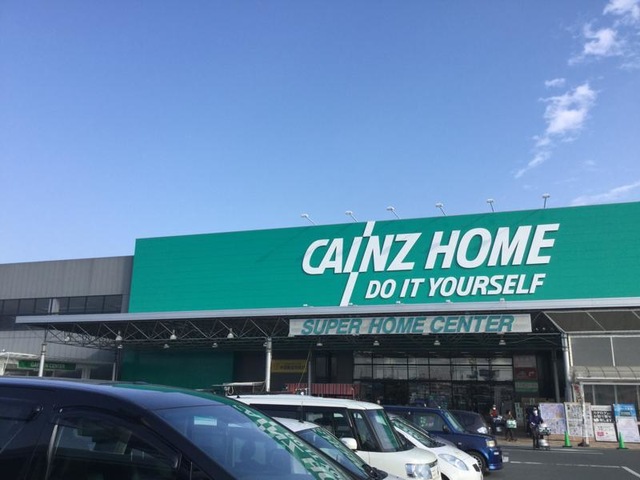 CAINZ HOME
DO IT YOURSELF
SUPER HOME CENTER